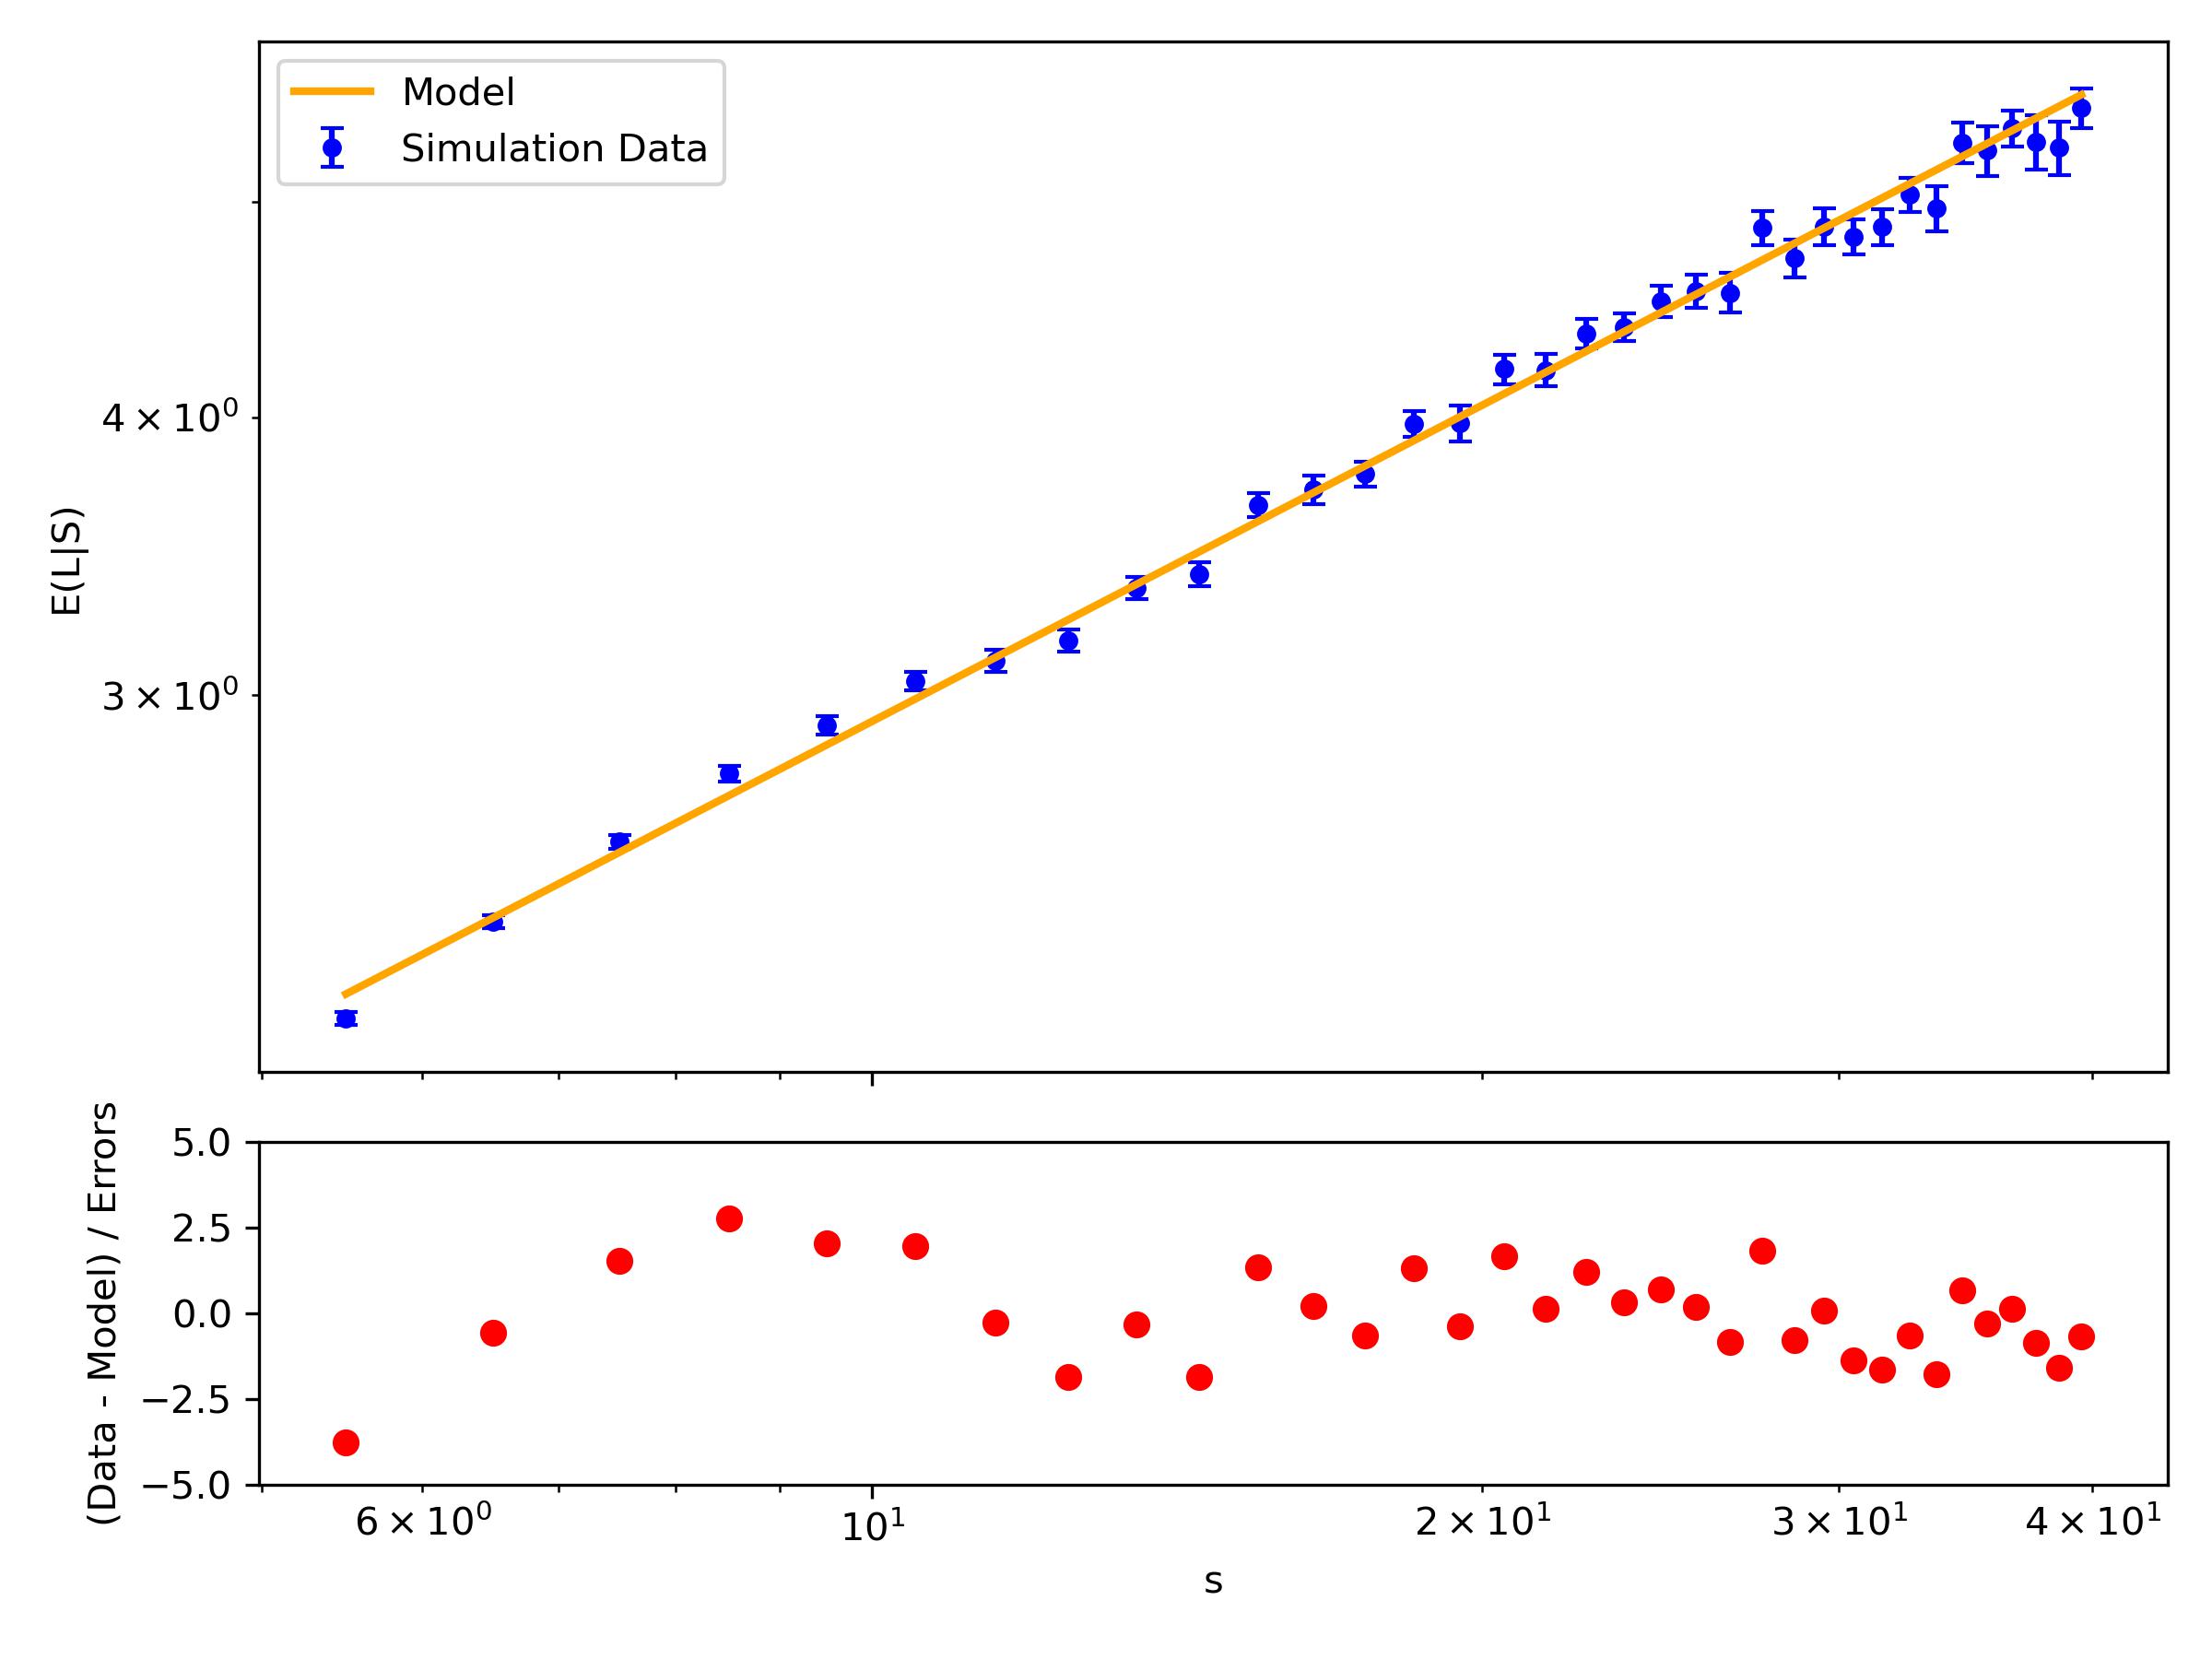 Model
Simulation Data
E(L|S)
4 × 10⁰
3 × 10⁰
(Data - Model) / Errors
5.0
2.5
0.0
−2.5
−5.0
6 × 10⁰
10¹
2 × 10¹
3 × 10¹
4 × 10¹
s